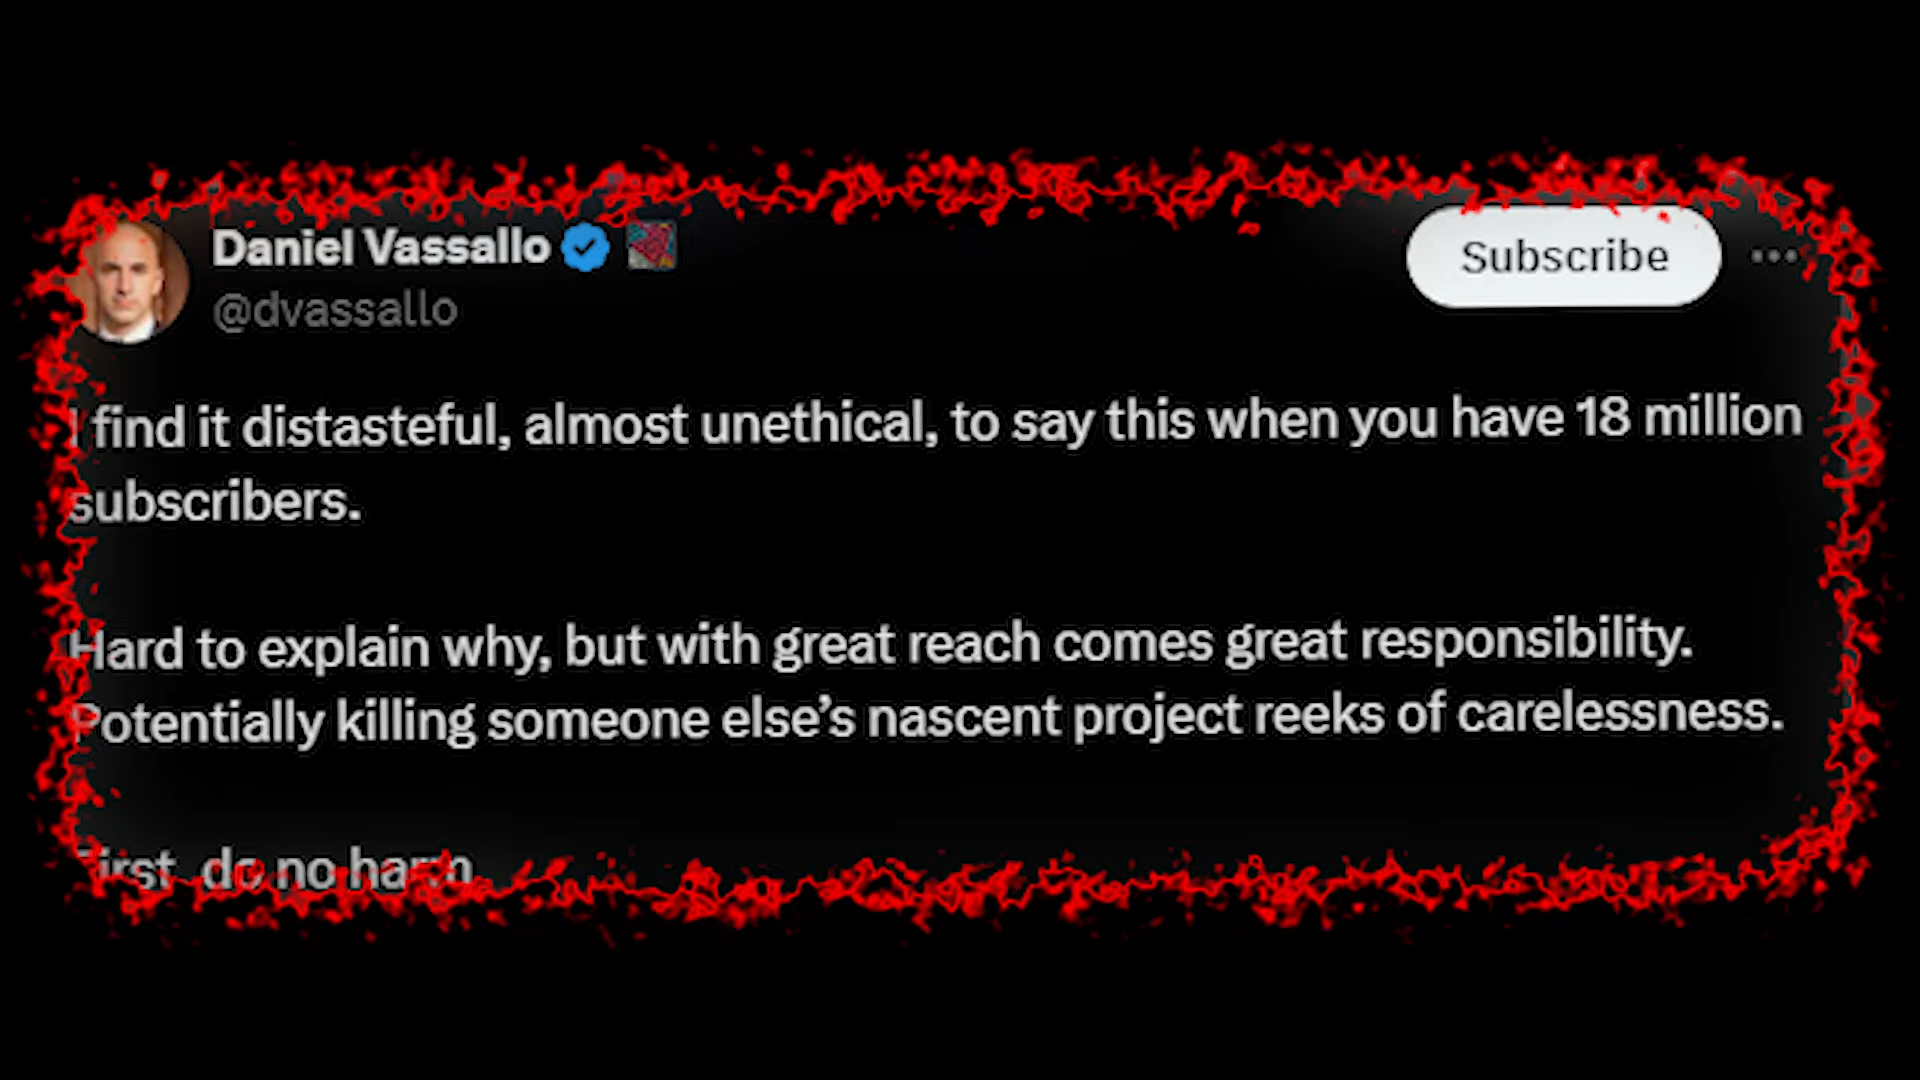 Daniel Vassallo
@dvassallo
Subscribe
I find it distasteful, almost unethical, to say this when you have 18 million
subscribers.
Hard to explain why, but with great reach comes great responsibility.
Potentially killing someone else’s nascent project reeks of carelessness.
First, do no harm